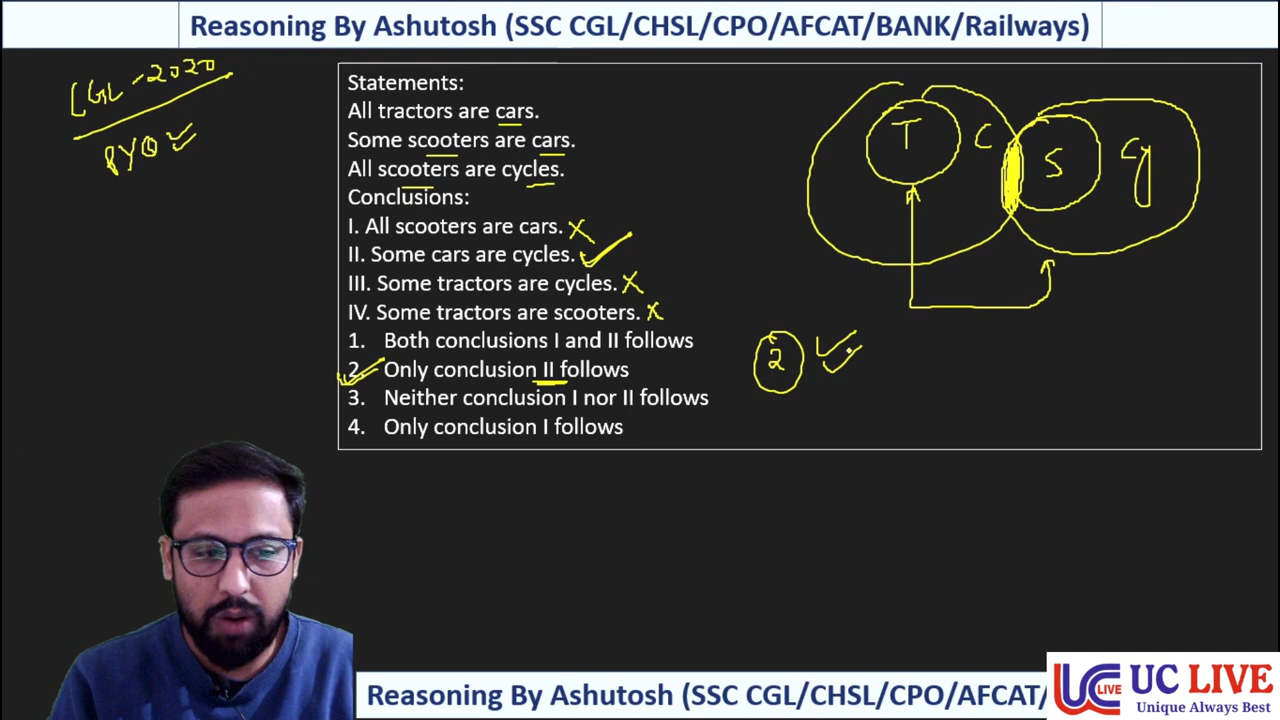 Reasoning By Ashutosh (SSC CGL/CHSL/CPO/AFCAT/BANK/Railways)
CGL - 2020
PYQ
Statements:
All tractors are cars.
Some scooters are cars.
All scooters are cycles.
Conclusions:
I. All scooters are cars.
II. Some cars are cycles.
III. Some tractors are cycles.
IV. Some tractors are scooters.
1. Both conclusions I and II follows
2. Only conclusion II follows
3. Neither conclusion I nor II follows
4. Only conclusion I follows
T C S Cy
2
Reasoning By Ashutosh (SSC CGL/CHSL/CPO/AFCAT/
UC LIVE UC LIVE
Unique Always Best